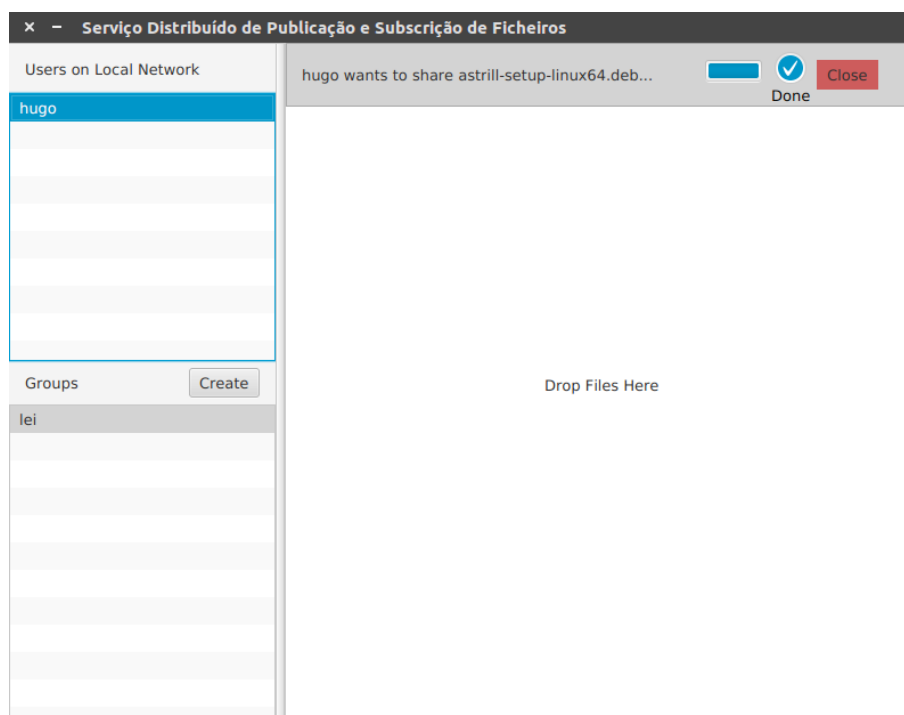 Serviço Distribuído de Publicação e Subscrição de Ficheiros
Users on Local Network
hugo
Groups
Create
lei
hugo wants to share astrill-setup-linux64.deb...
Done
Close
Drop Files Here